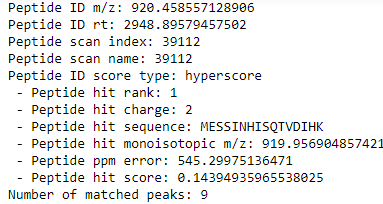 Peptide ID m/z: 920.458557128906
Peptide ID rt: 2948.89579457502
Peptide scan index: 39112
Peptide scan name: 39112
Peptide ID score type: hyperscore
- Peptide hit rank: 1
- Peptide hit charge: 2
- Peptide hit sequence: MESSINHISQTVDIHK
- Peptide hit monoisotopic m/z: 919.956904857421
- Peptide ppm error: 545.29975136471
- Peptide hit score: 0.14394935965538025
Number of matched peaks: 9